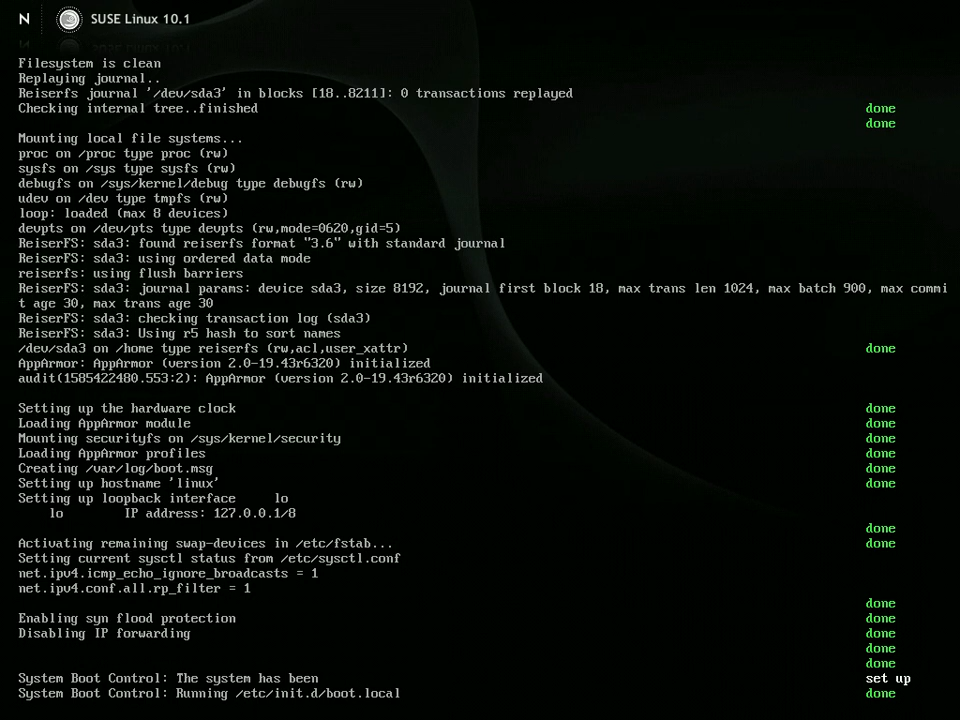 N SUSE Linux 10.1
Filesystem is clean
Replaying journal..
Reiserfs journal '/dev/sda3' in blocks [18..8211]: 0 transactions replayed
Checking internal tree..finished done
done
Mounting local file systems...
proc on /proc type proc (rw)
sysfs on /sys type sysfs (rw)
debugfs on /sys/kernel/debug type debugfs (rw)
udev on /dev type tmpfs (rw)
loop: loaded (max 8 devices)
devpts on /dev/pts type devpts (rw,mode=0620,gid=5)
ReiserFS: sda3: found reiserfs format "3.6" with standard journal
ReiserFS: sda3: using ordered data mode
reiserfs: using flush barriers
ReiserFS: sda3: journal params: device sda3, size 8192, journal first block 18, max trans len 1024, max batch 900, max commi
t age 30, max trans age 30
ReiserFS: sda3: checking transaction log (sda3)
ReiserFS: sda3: Using r5 hash to sort names
/dev/sda3 on /home type reiserfs (rw,acl,user_xattr) done
AppArmor: AppArmor (version 2.0-19.43r6320) initialized
audit(1585422480.553:2): AppArmor (version 2.0-19.43r6320) initialized
Setting up the hardware clock done
Loading AppArmor module done
Mounting securityfs on /sys/kernel/security done
Loading AppArmor profiles done
Creating /var/log/boot.msg done
Setting up hostname 'linux' done
Setting up loopback interface lo
lo IP address: 127.0.0.1/8
done
Activating remaining swap-devices in /etc/fstab... done
Setting current sysctl status from /etc/sysctl.conf
net.ipv4.icmp_echo_ignore_broadcasts = 1
net.ipv4.conf.all.rp_filter = 1
done
Enabling syn flood protection done
Disabling IP forwarding done
done
done
System Boot Control: The system has been set up
System Boot Control: Running /etc/init.d/boot.local done